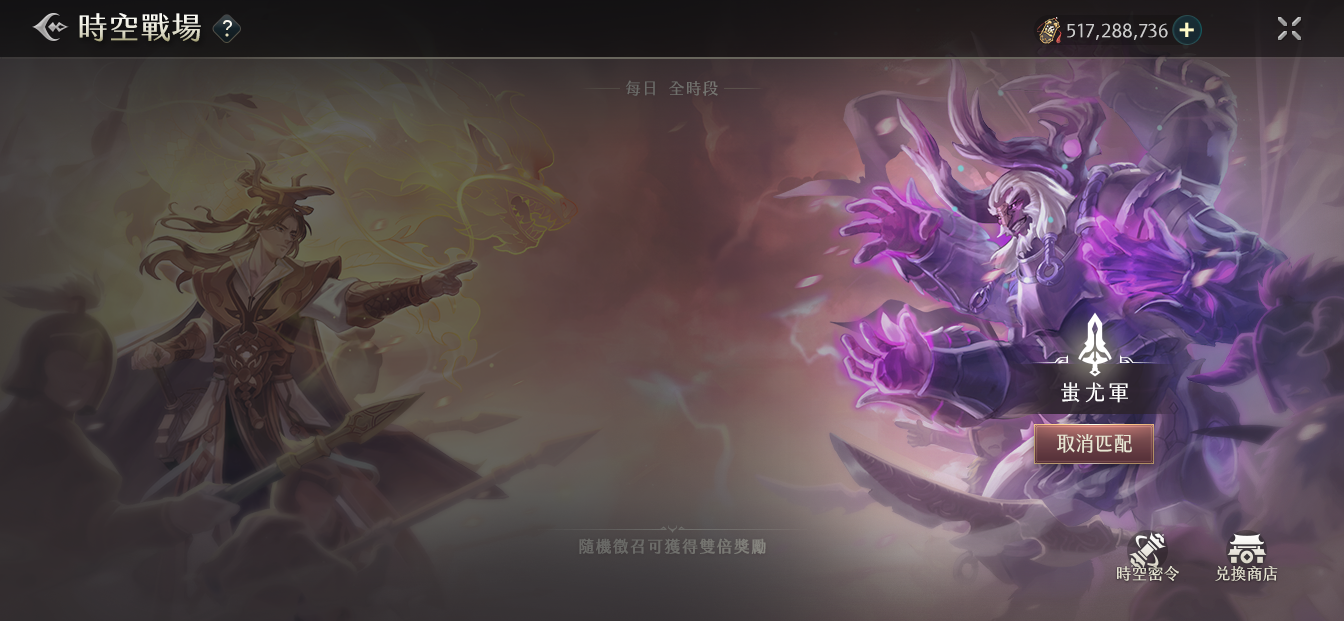 時空戰場 ?
517,288,736 +
每日 全時段
蚩尤軍
取消匹配
隨機徵召可獲得雙倍獎勵
時空密令
兌換商店